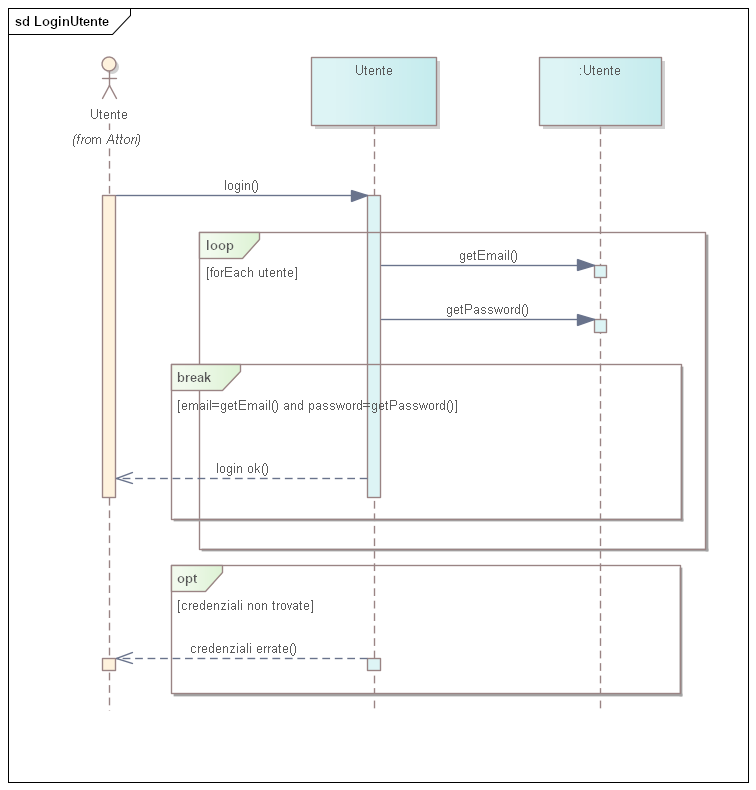 sd LoginUtente
Utente
:Utente
Utente
(from Attori)
login()
loop
[forEach utente]
getEmail()
getPassword()
break
[email=getEmail() and password=getPassword()]
login ok()
opt
[credenziali non trovate]
credenziali errate()